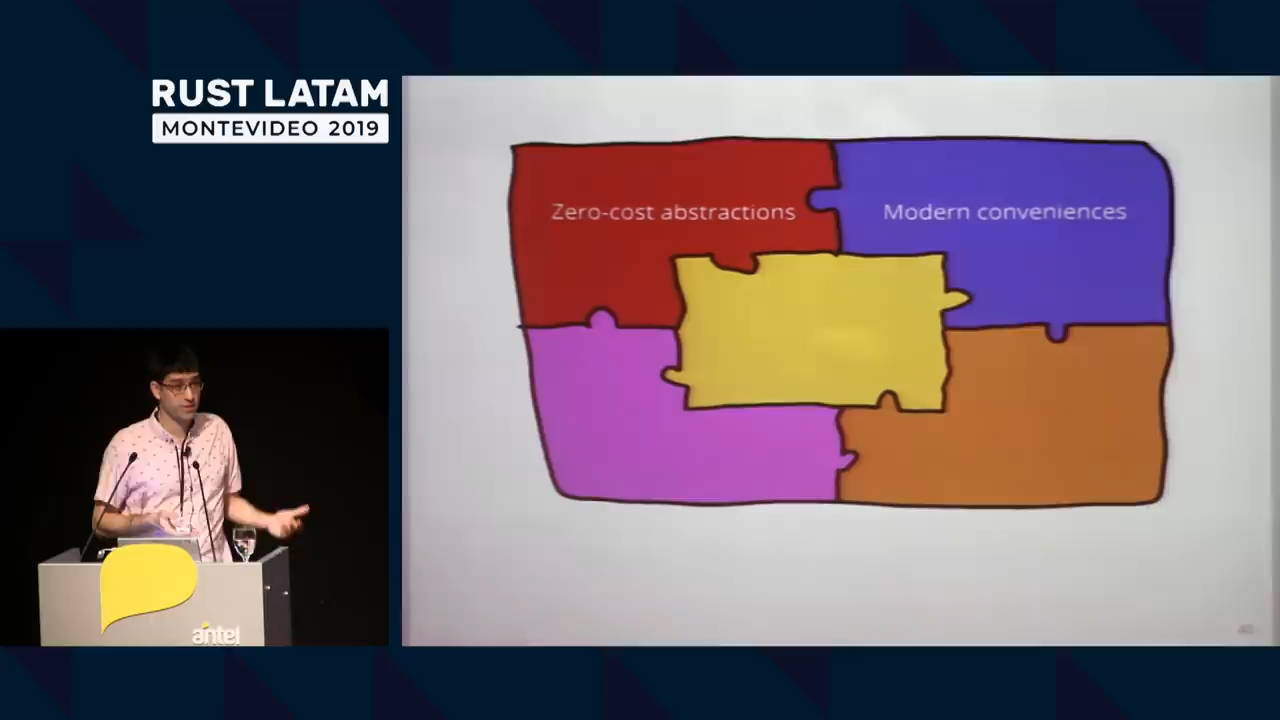 RUST LATAM
MONTEVIDEO 2019
Zero-cost abstractions
Modern conveniences
antel